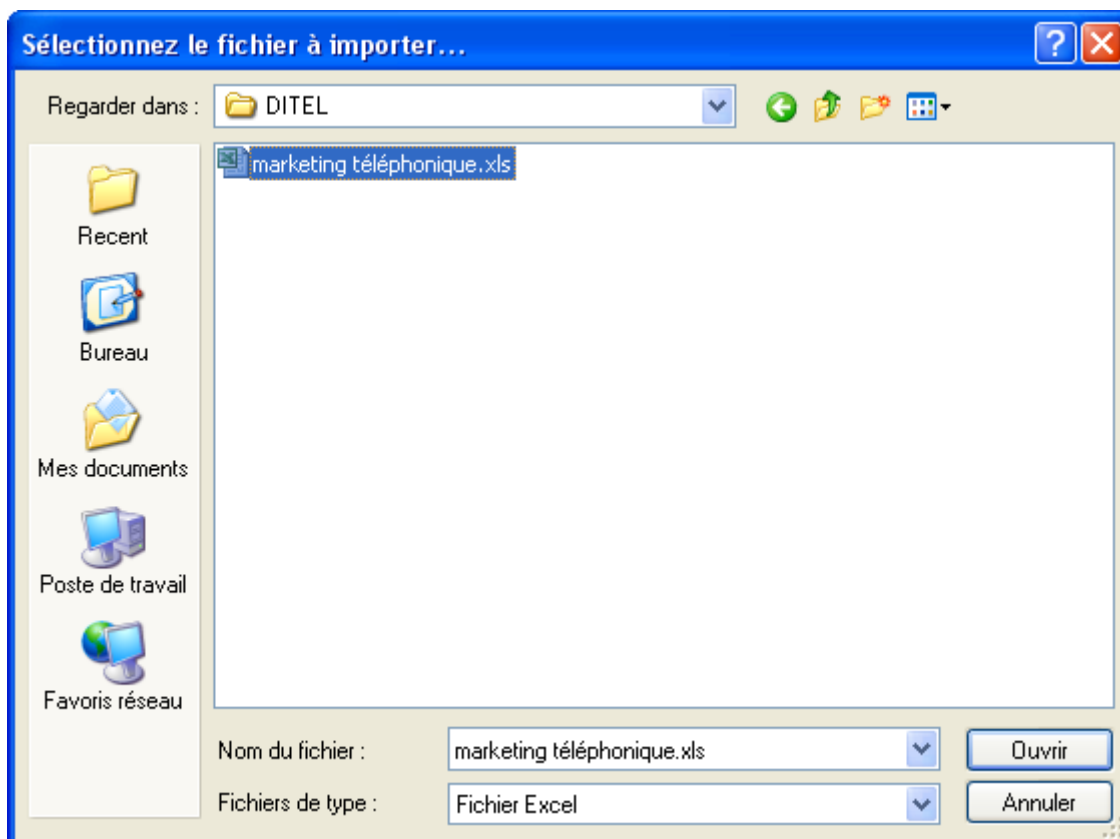 Sélectionnez le fichier à importer...
Regarder dans :
DITEL
marketing téléphonique.xls
Recent
Bureau
Mes documents
Poste de travail
Favoris réseau
Nom du fichier :
marketing téléphonique.xls
Ouvrir
Fichiers de type :
Fichier Excel
Annuler